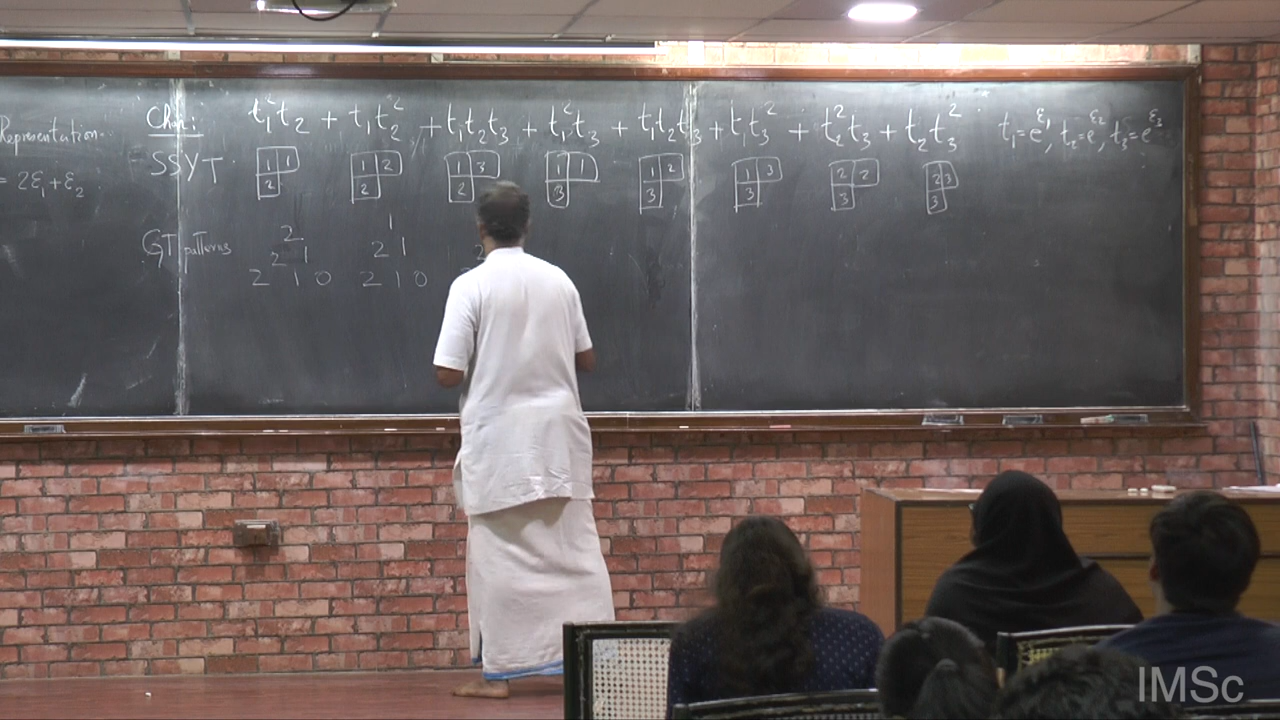 Representation.
= 2ε₁+ε₂
Char: t₁²t₂ + t₁t₂² + t₁t₂t₃ + t₁²t₃ + t₁t₂t₃ + t₁t₃² + t₂²t₃ + t₂t₃² t₁=e^ε₁, t₂=e^ε₂, t₃=e^ε₃
SSYT 1 1 1 2 1 3 1 1 1 2 1 3 2 2 2 3
2 2 2 3 3 3 3 3
GT patterns 2 1
2 1 2 1 2
2 1 0 2 1 0
IMSc